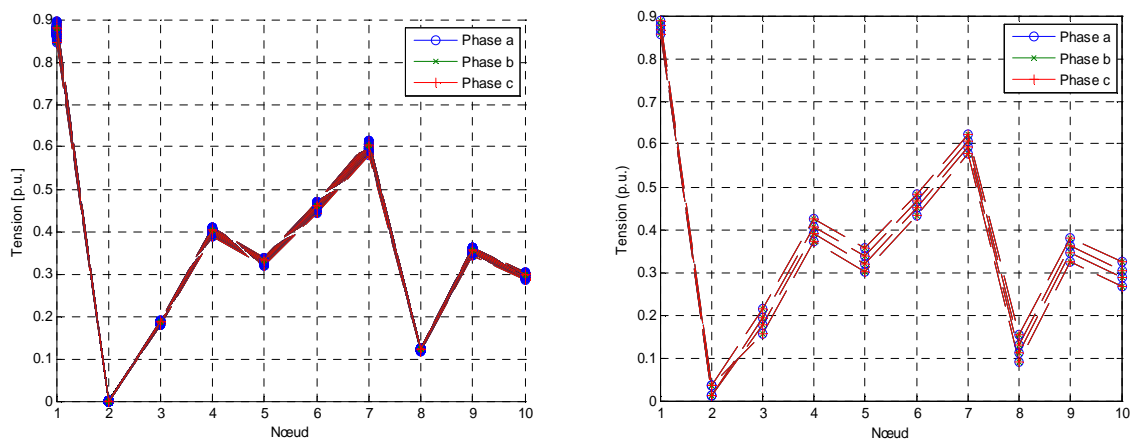 0.9
0.8
0.7
0.6
0.5
0.4
0.3
0.2
0.1
0
Tension [p.u.]
1 2 3 4 5 6 7 8 9 10
Nœud
Phase a
Phase b
Phase c
0.9
0.8
0.7
0.6
0.5
0.4
0.3
0.2
0.1
0
Tension (p.u.)
1 2 3 4 5 6 7 8 9 10
Nœud
Phase a
Phase b
Phase c